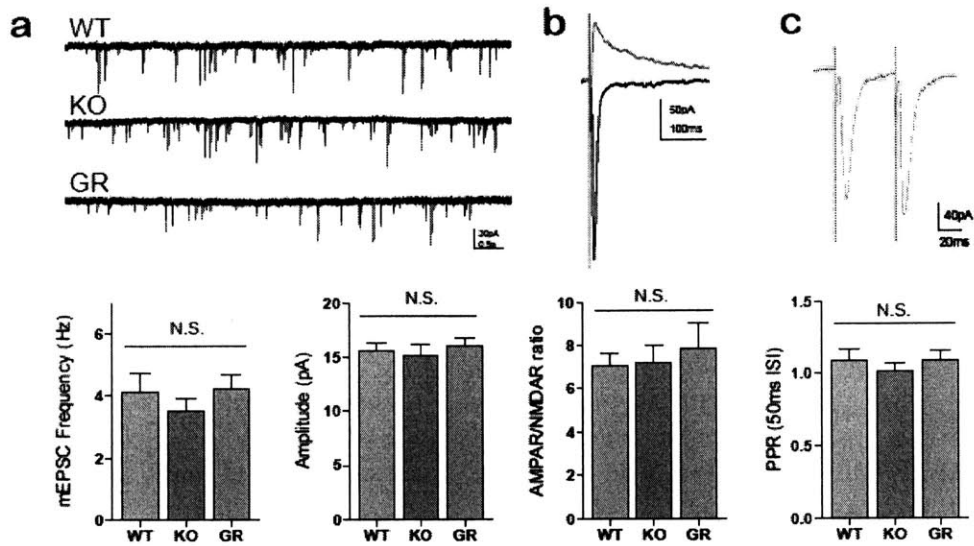 a
WT
KO
GR
20pA
0.5s
b
50pA
100ms
c
40pA
20ms
mEPSC Frequency (Hz)
6
4
2
0
N.S.
WT KO GR
Amplitude (pA)
20
15
10
5
0
N.S.
WT KO GR
AMPAR/NMDAR ratio
10
8
6
4
2
0
N.S.
WT KO GR
PPR (50ms ISI)
1.5
1.0
0.5
0.0
N.S.
WT KO GR